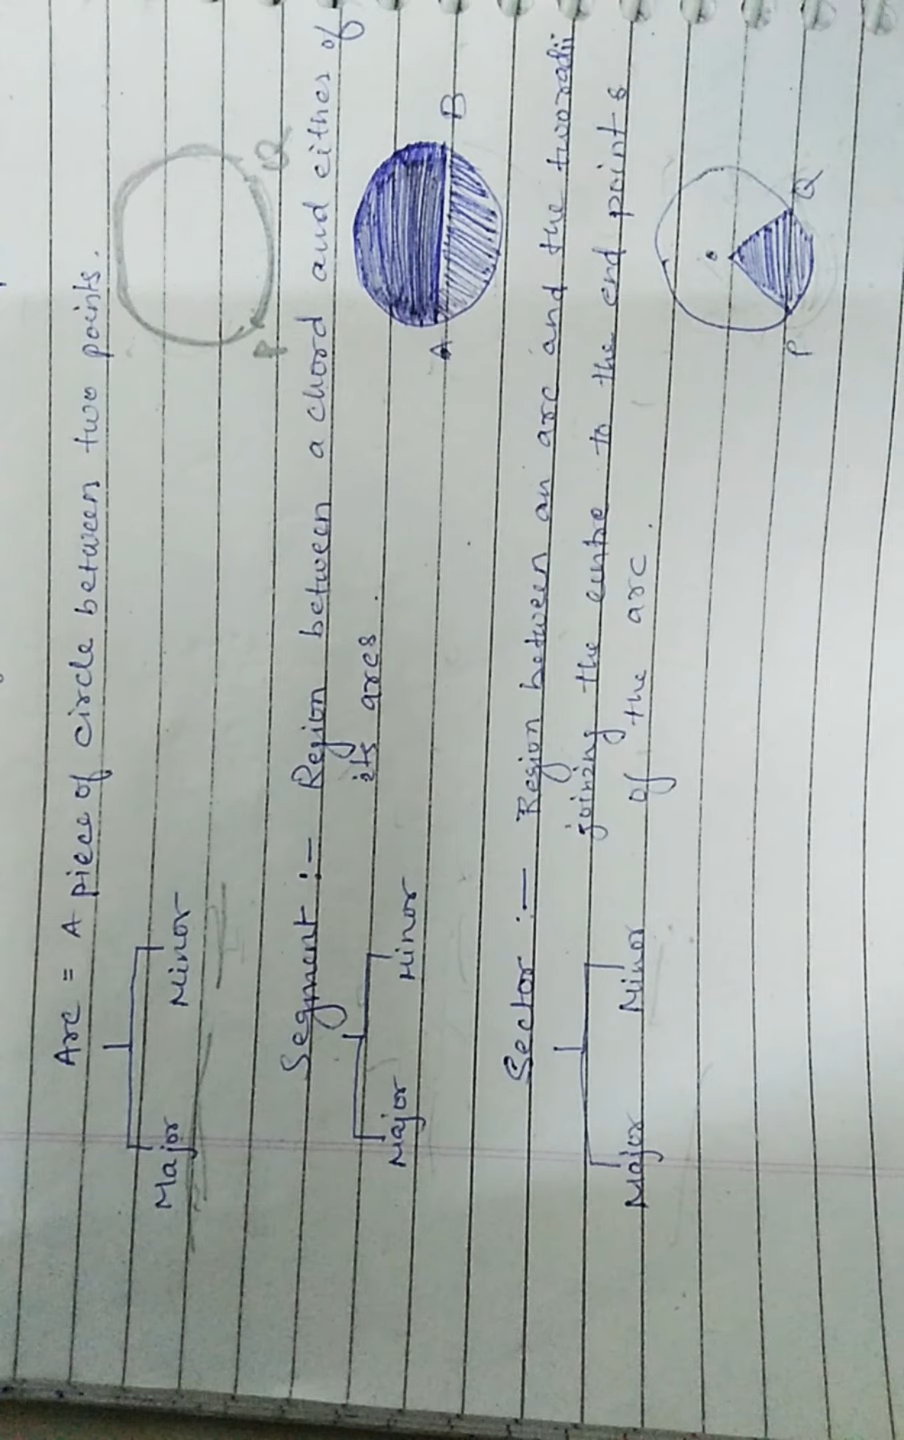 Arc = A piece of circle between two points.
Major Minor
P Q
Segment :- Region between a chord and either of
its arcs.
Major Minor
A B
Sector :- Region between an arc and the two radii
joining the centre to the end points
of the arc.
Major Minor
P Q